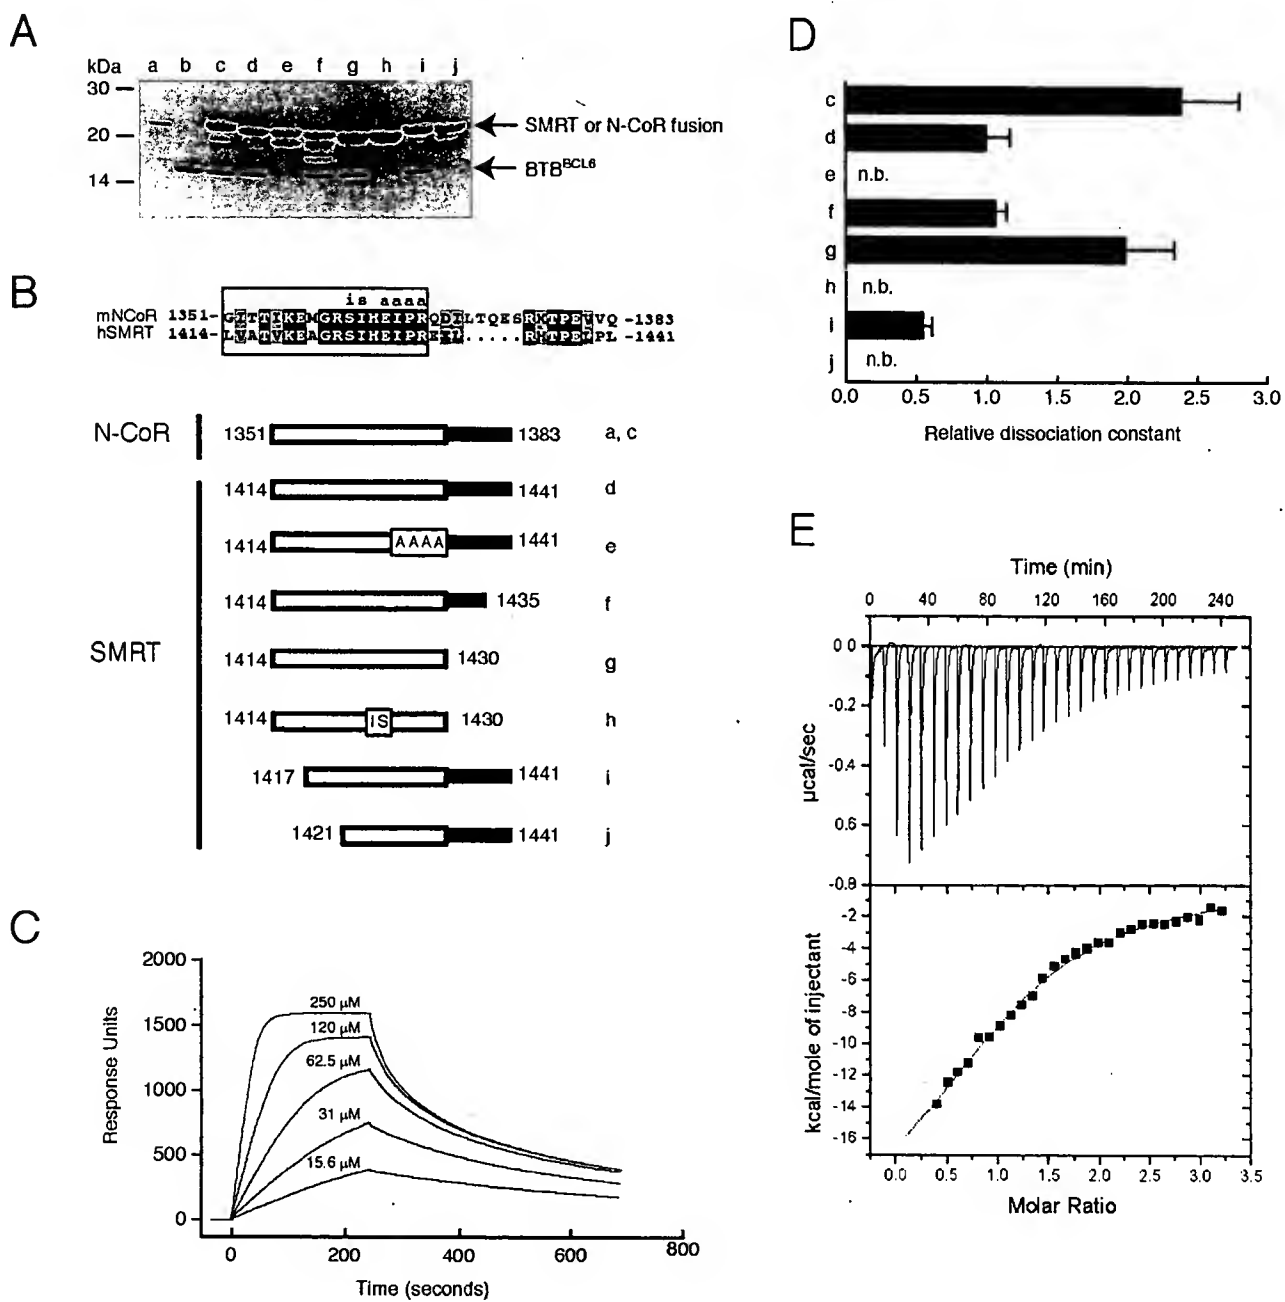 A
kDa a b c d e f g h i j
30
20
14
SMRT or N-CoR fusion
BTB^BCL6
B
is aaaa
mNCoR 1351-
TQESR
TPE
VQ -1383
hSMRT 1414-
GRSIHEIPR
.....R
TPE
PL -1441
N-CoR
1351 1383 a, c
SMRT
1414 1441 d
1414 AAAA 1441 e
1414 1435 f
1414 1430 g
1414 IS 1430 h
1417 1441 i
1421 1441 j
C
Response Units
2000
1500
1000
500
0
250 μM
120 μM
62.5 μM
31 μM
15.6 μM
0 200 400 600 800
Time (seconds)
D
c
d
e n.b.
f
g
h n.b.
i
j n.b.
0.0 0.5 1.0 1.5 2.0 2.5 3.0
Relative dissociation constant
E
Time (min)
0 40 80 120 160 200 240
μcal/sec
0.0
-0.2
-0.4
0.6
-0.8
kcal/mole of injectant
-2
-4
-6
-8
-10
-12
-14
-16
0.0 0.5 1.0 1.5 2.0 2.5 3.0 3.5
Molar Ratio